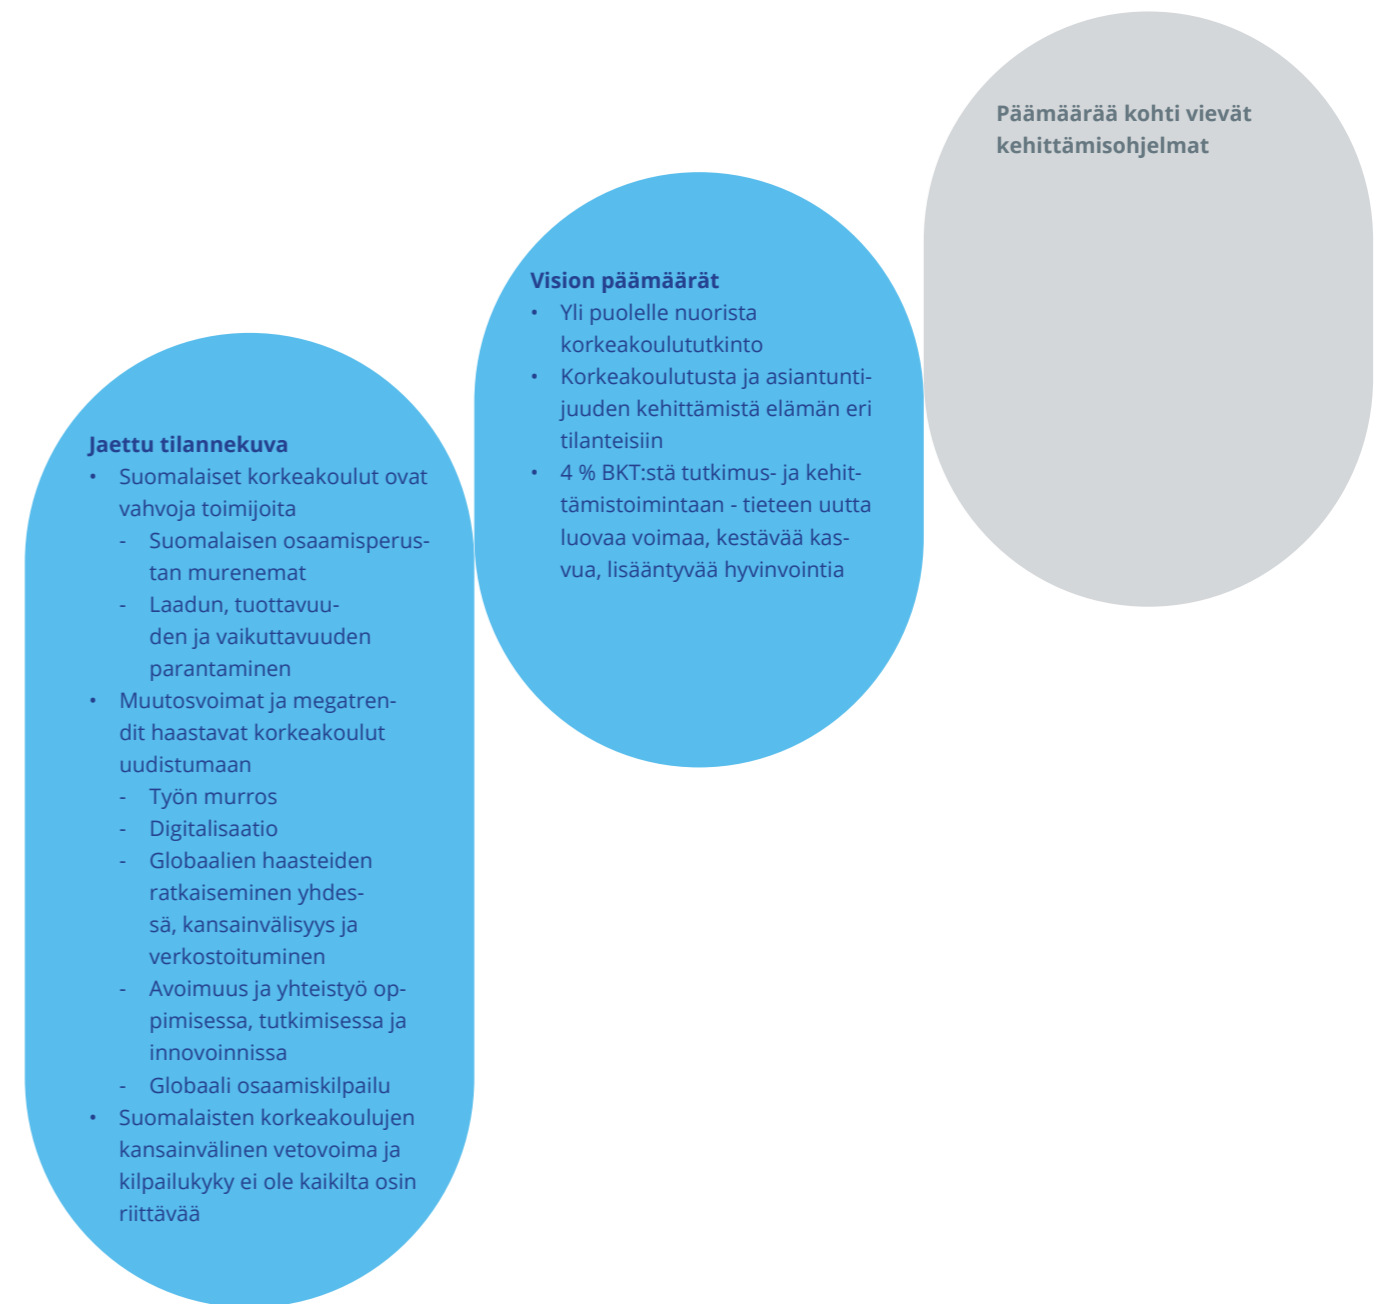 Päämäärää kohti vievät
kehittämisohjelmat
Vision päämäärät
• Yli puolelle nuorista
korkeakoulututkinto
• Korkeakoulutusta ja asiantunti-
juuden kehittämistä elämän eri
tilanteisiin
• 4 % BKT:stä tutkimus- ja kehit-
tämistoimintaan - tieteen uutta
luovaa voimaa, kestävää kas-
vua, lisääntyvää hyvinvointia
Jaettu tilannekuva
• Suomalaiset korkeakoulut ovat
vahvoja toimijoita
- Suomalaisen osaamisperus-
tan murenemat
- Laadun, tuottavuu-
den ja vaikuttavuuden
parantaminen
• Muutosvoimat ja megatren-
dit haastavat korkeakoulut
uudistumaan
- Työn murros
- Digitalisaatio
- Globaalien haasteiden
ratkaiseminen yhdes-
sä, kansainvälisyys ja
verkostoituminen
- Avoimuus ja yhteistyö op-
pimisessa, tutkimisessa ja
innovoinnissa
- Globaali osaamiskilpailu
• Suomalaisten korkeakoulujen
kansainvälinen vetovoima ja
kilpailukyky ei ole kaikilta osin
riittävää